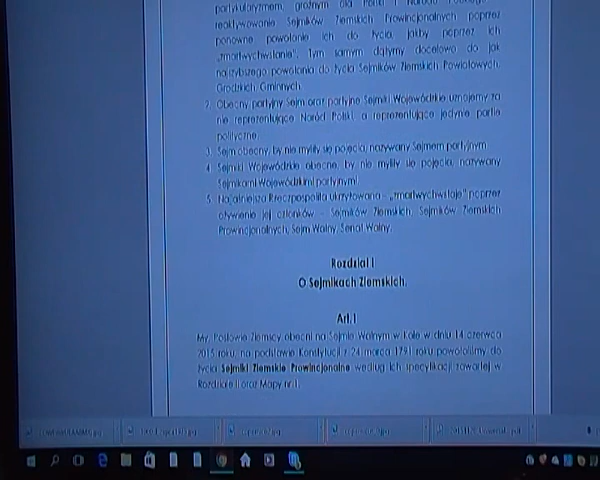 partykularyzmem, groźnym dla Polski i Narodu Polskiego
reaktywowanie Sejmików Ziemskich Prowincjonalnych poprzez
ponowne powołanie ich do życia, jakby poprzez ich
„zmartwychwstanie". Tym samym dążymy docelowo do jak
najszybszego powołania do życia Sejmików Ziemskich Powiatowych,
Grodzkich, Gminnych.
2. Obecny, partyjny Sejm oraz partyjne Sejmiki Wojewódzkie uznajemy za
nie reprezentujące Naród Polski, a reprezentujące jedynie partie
polityczne.
3. Sejm obecny, by nie myliły się pojęcia, nazywany Sejmem partyjnym.
4. Sejmiki Wojewódzkie obecne, by nie myliły się pojęcia, nazywany
Sejmikami Wojewódzkimi partyjnymi.
5. Najjaśniejsza Rzeczpospolita ukrzyżowana – „zmartwychwstaje" poprzez
ożywienie jej członków – Sejmików Ziemskich, Sejmików Ziemskich
Prowincjonalnych, Sejm Walny, Senat Walny.
Rozdział I
O Sejmikach Ziemskich.
Art.1
My, Posłowie Ziemscy obecni na Sejmie Walnym w Kole w dniu 14 czerwca
2015 roku, na podstawie Konstytucji z 24 marca 1791 roku powołaliśmy do
życia Sejmiki Ziemskie Prowincjonalne według ich specyfikacji zawartej w
Rozdziale II oraz Mapy nr 1.